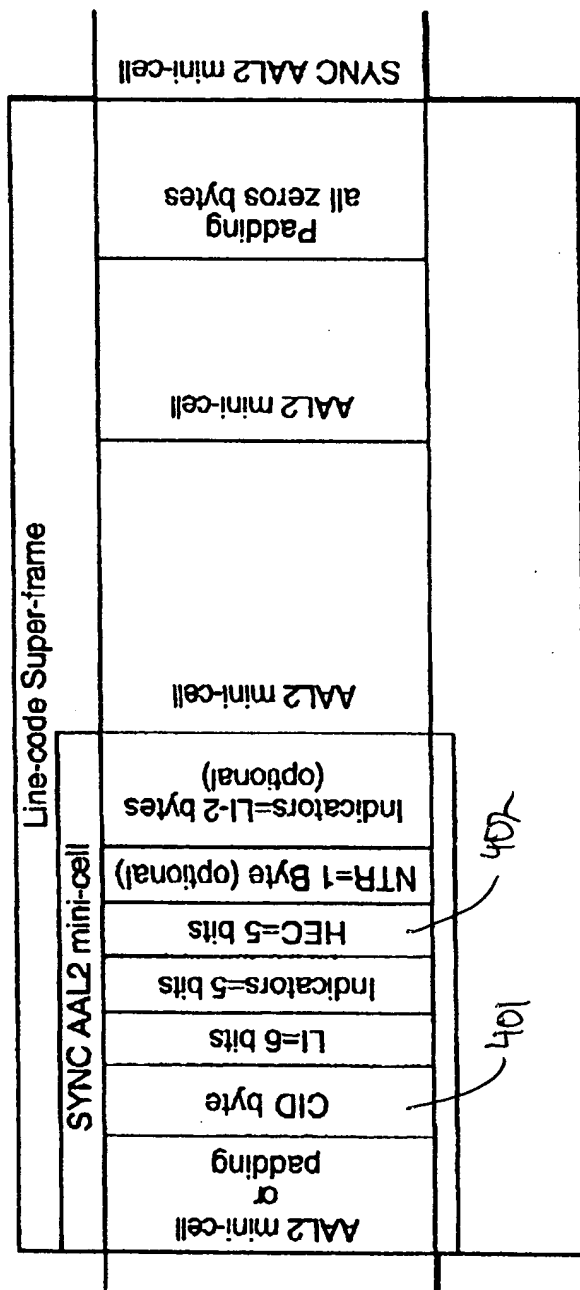 Line-code Super-frame
SYNC AAL2 mini-cell
AAL2 mini-cell
or
padding
CID byte
LI=6 bits
Indicators=5 bits
HEC=5 bits
NTR=1 Byte (optional)
Indicators=LI-2 bytes
(optional)
AAL2 mini-cell
AAL2 mini-cell
Padding
all zeros bytes
SYNC AAL2 mini-cell
401
402